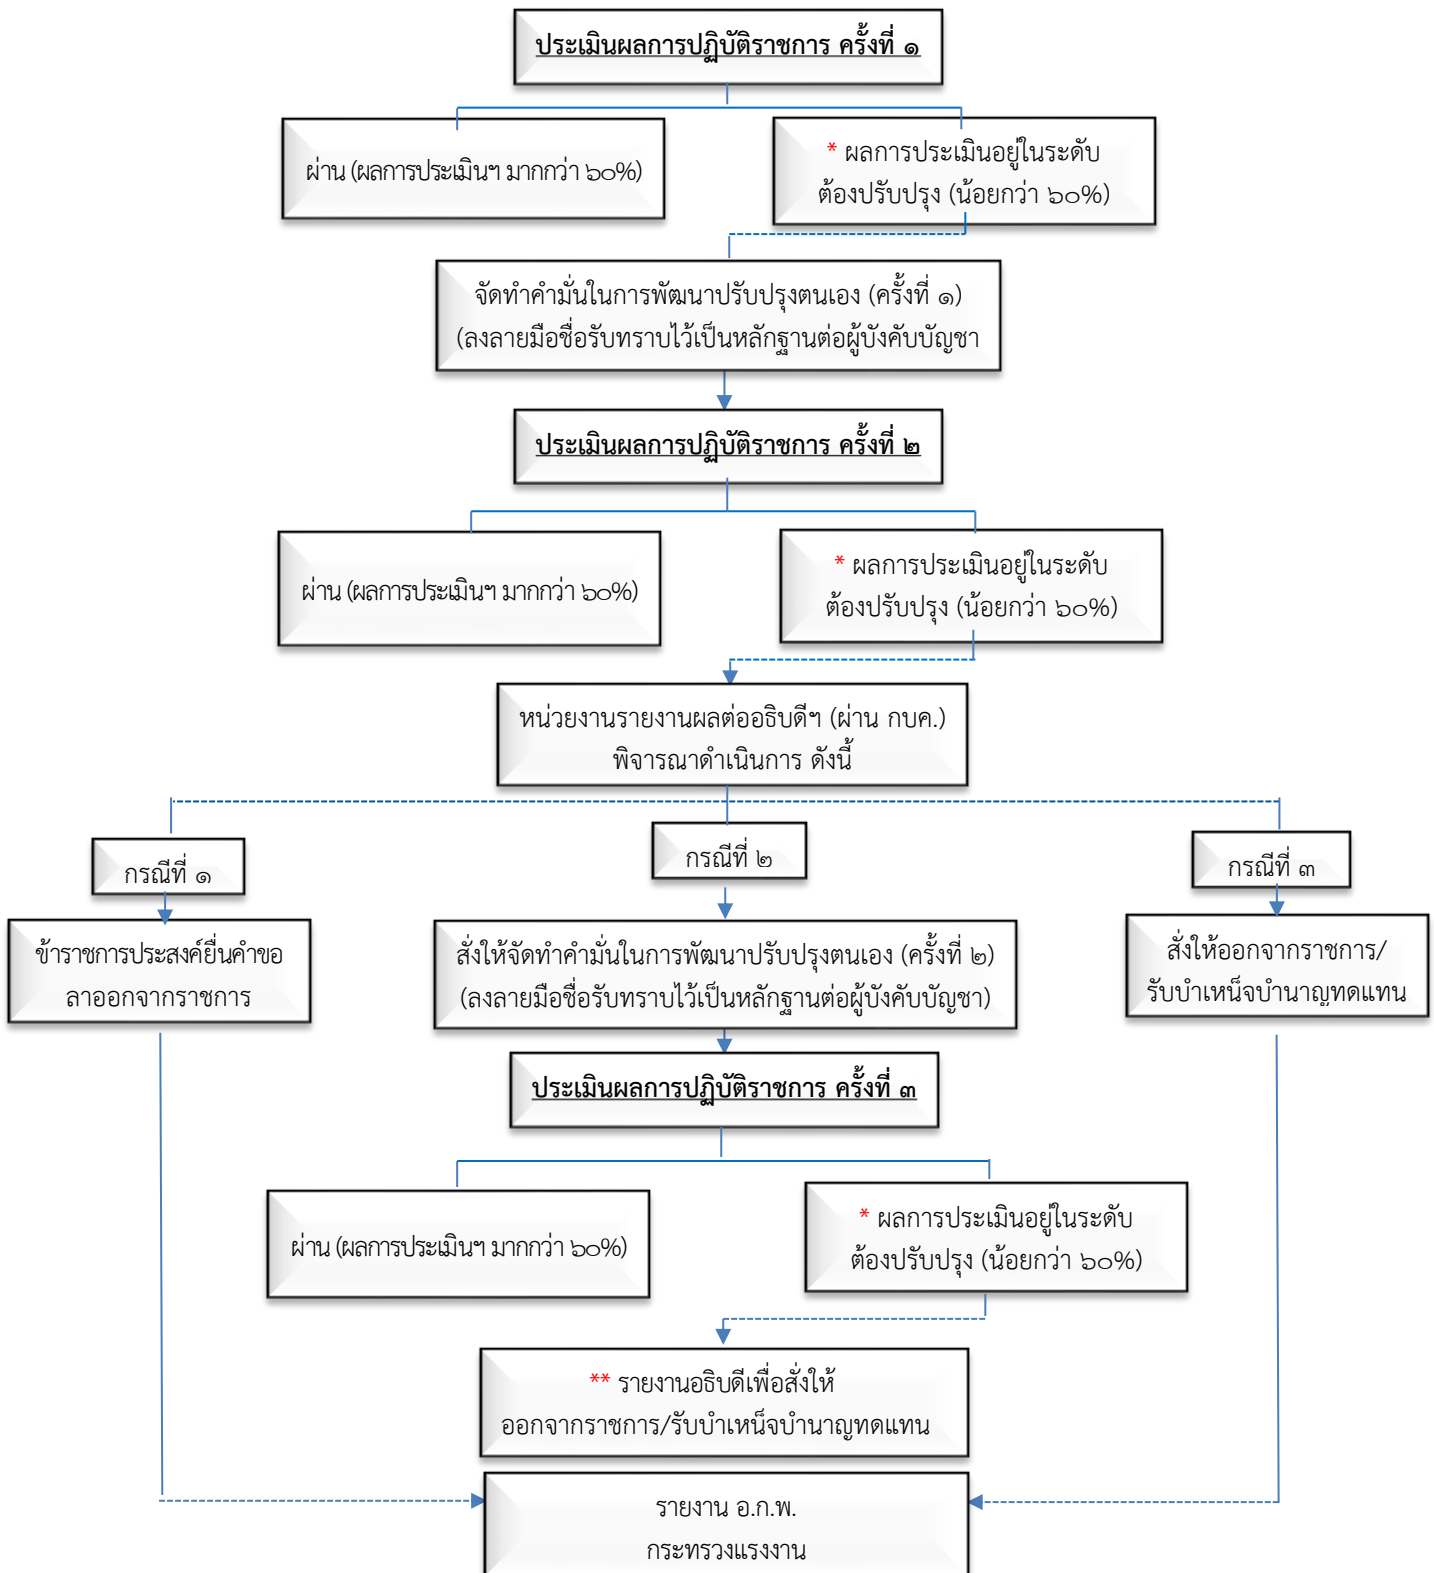 ประเมินผลการปฏิบัติราชการ ครั้งที่ ๑
ผ่าน (ผลการประเมินฯ มากกว่า ๖๐%)
* ผลการประเมินอยู่ในระดับ
ต้องปรับปรุง (น้อยกว่า ๖๐%)
จัดทำคำมั่นในการพัฒนาปรับปรุงตนเอง (ครั้งที่ ๑)
(ลงลายมือชื่อรับทราบไว้เป็นหลักฐานต่อผู้บังคับบัญชา
ประเมินผลการปฏิบัติราชการ ครั้งที่ ๒
ผ่าน (ผลการประเมินฯ มากกว่า ๖๐%)
* ผลการประเมินอยู่ในระดับ
ต้องปรับปรุง (น้อยกว่า ๖๐%)
หน่วยงานรายงานผลต่ออธิบดีฯ (ผ่าน กบค.)
พิจารณาดำเนินการ ดังนี้
กรณีที่ ๑
ข้าราชการประสงค์ยื่นคำขอ
ลาออกจากราชการ
กรณีที่ ๒
สั่งให้จัดทำคำมั่นในการพัฒนาปรับปรุงตนเอง (ครั้งที่ ๒)
(ลงลายมือชื่อรับทราบไว้เป็นหลักฐานต่อผู้บังคับบัญชา)
กรณีที่ ๓
สั่งให้ออกจากราชการ/
รับบำเหน็จบำนาญทดแทน
ประเมินผลการปฏิบัติราชการ ครั้งที่ ๓
ผ่าน (ผลการประเมินฯ มากกว่า ๖๐%)
* ผลการประเมินอยู่ในระดับ
ต้องปรับปรุง (น้อยกว่า ๖๐%)
** รายงานอธิบดีเพื่อสั่งให้
ออกจากราชการ/รับบำเหน็จบำนาญทดแทน
รายงาน อ.ก.พ.
กระทรวงแรงงาน